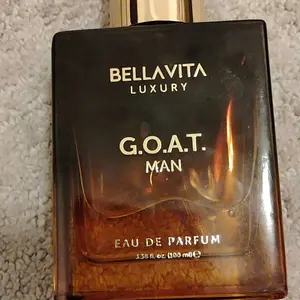 BELLAVITA
LUXURY
G.O.A.T.
MAN
EAU DE PARFUM
3.38 fl. oz. (100 ml) ℮